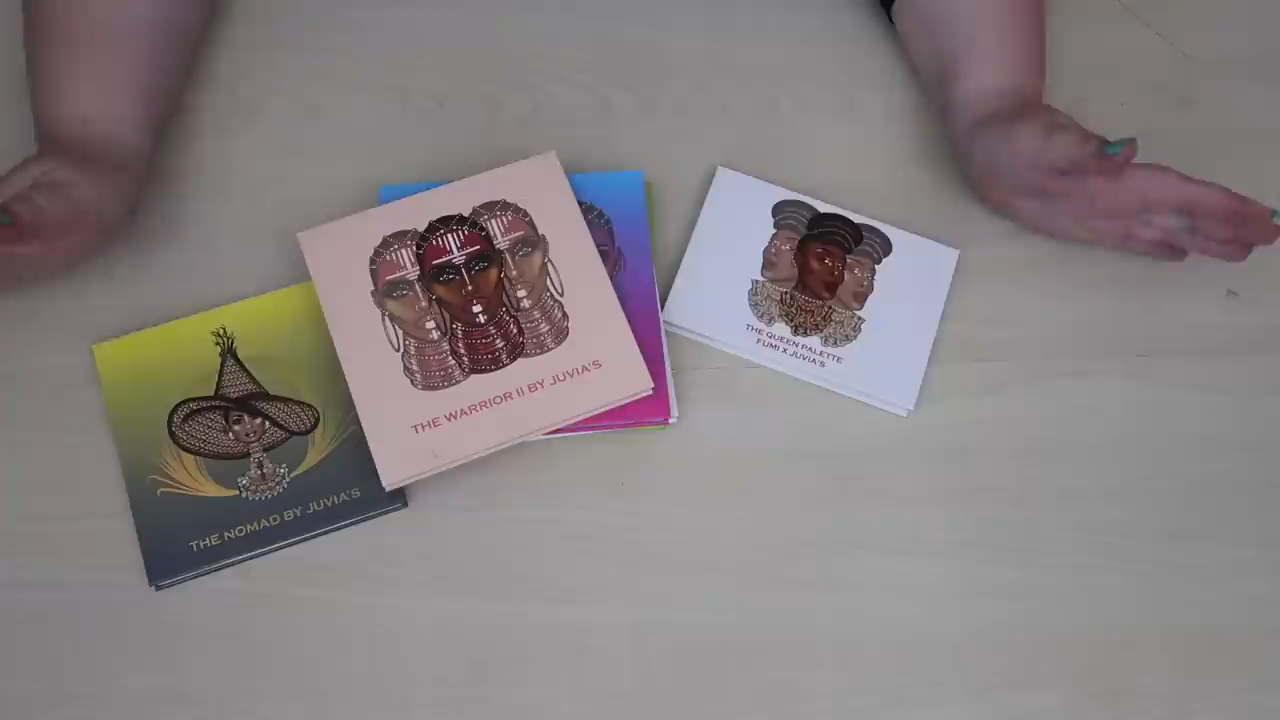 THE NOMAD BY JUVIA'S
THE WARRIOR II BY JUVIA'S
THE QUEEN PALETTE
FUMI X JUVIA'S